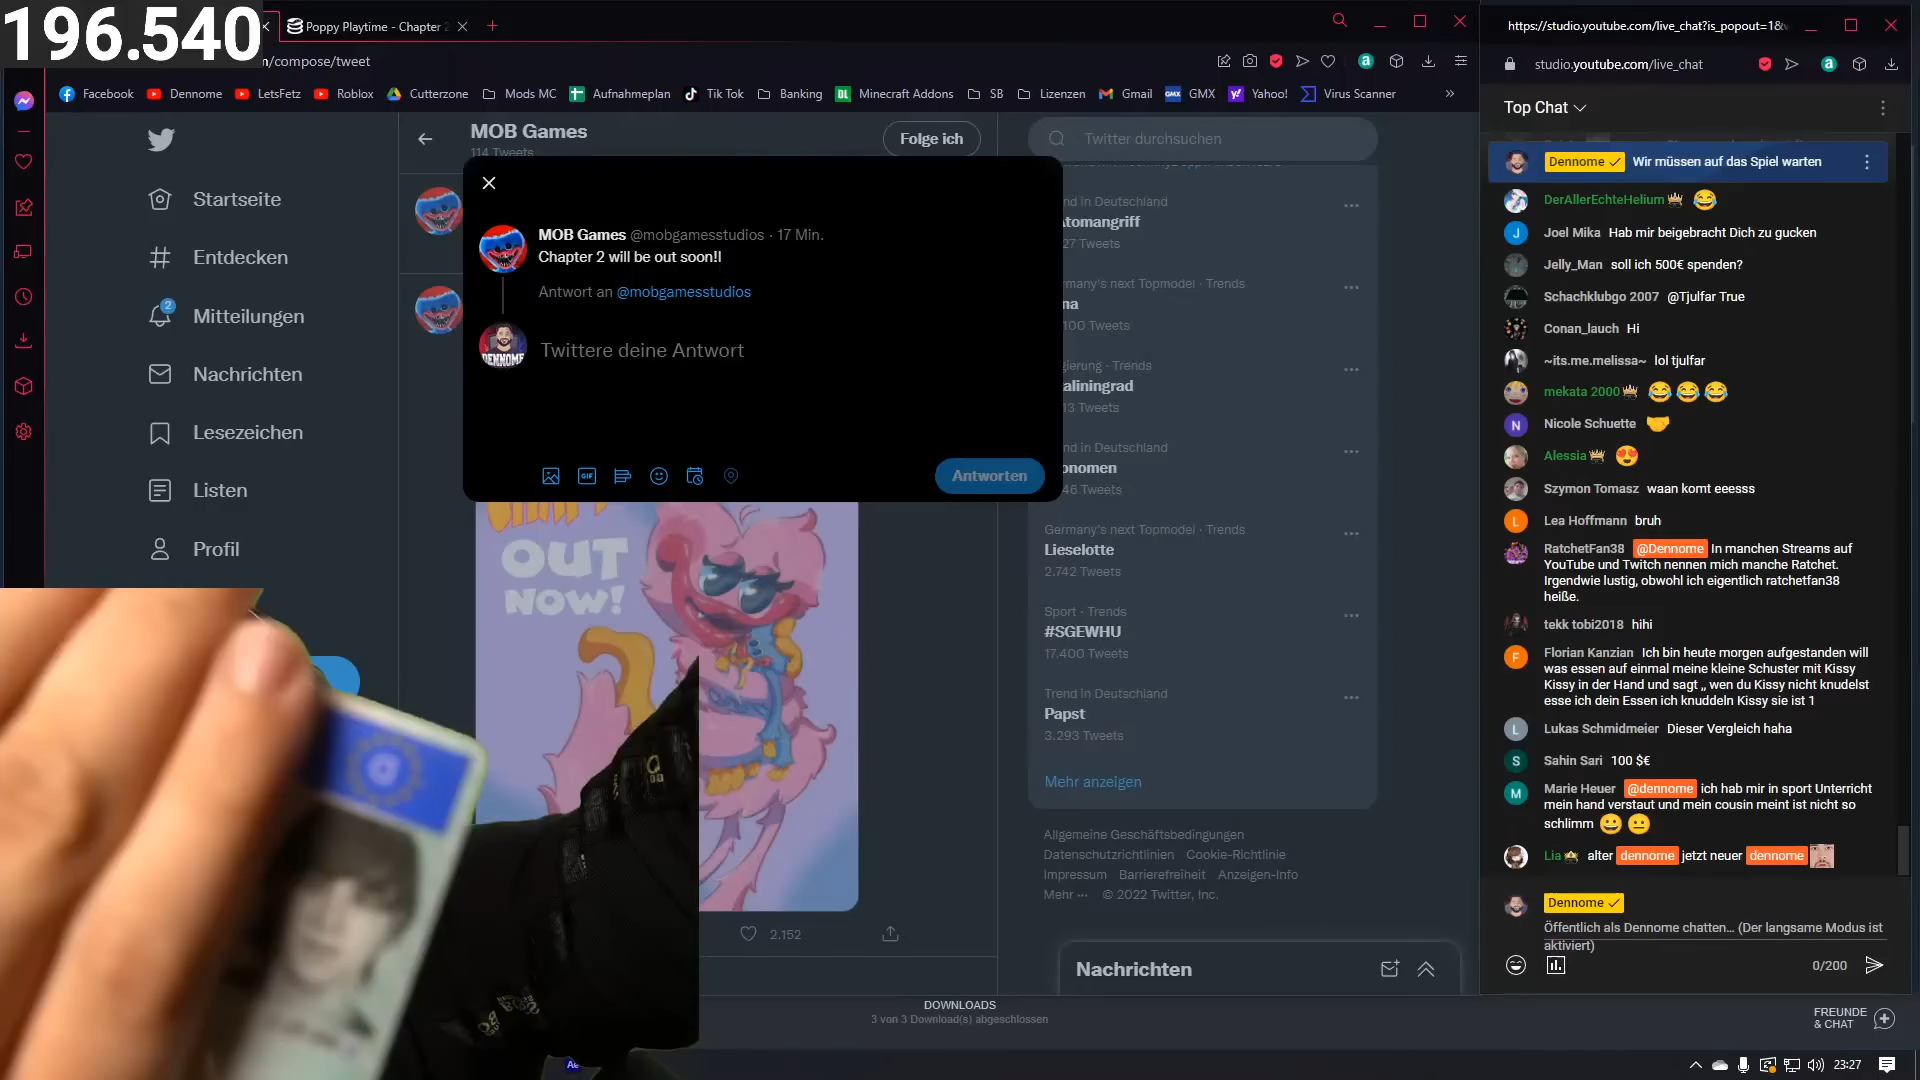 196.540
Poppy Playtime - Chapter 2
https://studio.youtube.com/live_chat?is_popout=1&
/compose/tweet
studio.youtube.com/live_chat
Facebook
Dennome
LetsFetz
Roblox
Cutterzone
Mods MC
Aufnahmeplan
Tik Tok
Banking
Minecraft Addons
SB
Lizenzen
Gmail
GMX
Yahoo!
Virus Scanner
Startseite
Entdecken
2
Mitteilungen
Nachrichten
Lesezeichen
Listen
Profil
MOB Games
114 Tweets
Folge ich
MOB Games @mobgamesstudios · 17 Min.
Chapter 2 will be out soon!!
Antwort an @mobgamesstudios
DENNOME
Twittere deine Antwort
GIF
Antworten
OUT
NOW!
2.152
Twitter durchsuchen
Trend in Deutschland
Atomangriff
27 Tweets
Germany's next Topmodel · Trends
100 Tweets
Trends
Kaliningrad
13 Tweets
Trend in Deutschland
46 Tweets
Germany's next Topmodel · Trends
Lieselotte
2.742 Tweets
Sport · Trends
#SGEWHU
17.400 Tweets
Trend in Deutschland
Papst
3.293 Tweets
Mehr anzeigen
Allgemeine Geschäftsbedingungen
Datenschutzrichtlinien Cookie-Richtlinie
Impressum Barrierefreiheit Anzeigen-Info
Mehr ··· © 2022 Twitter, Inc.
Nachrichten
DOWNLOADS
3 von 3 Download(s) abgeschlossen
Top Chat
Dennome Wir müssen auf das Spiel warten
DerAllerEchteHelium 😂
Joel Mika Hab mir beigebracht Dich zu gucken
Jelly_Man soll ich 500€ spenden?
Schachklubgo 2007 @Tjulfar True
Conan_lauch Hi
~its.me.melissa~ lol tjulfar
mekata 2000 😂😂😂
Nicole Schuette 🤝
Alessia 😍
Szymon Tomasz waan komt eeesss
Lea Hoffmann bruh
RatchetFan38 @Dennome In manchen Streams auf
YouTube und Twitch nennen mich manche Ratchet.
Irgendwie lustig, obwohl ich eigentlich ratchetfan38
heiße.
tekk tobi2018 hihi
Florian Kanzian Ich bin heute morgen aufgestanden will
was essen auf einmal meine kleine Schuster mit Kissy
Kissy in der Hand und sagt „ wen du Kissy nicht knudelst
esse ich dein Essen ich knuddeln Kissy sie ist 1
Lukas Schmidmeier Dieser Vergleich haha
Sahin Sari 100 $€
Marie Heuer @dennome ich hab mir in sport Unterricht
mein hand verstaut und mein cousin meint ist nicht so
schlimm 😀 😐
Lia alter dennome jetzt neuer dennome
Dennome
Öffentlich als Dennome chatten… (Der langsame Modus ist
aktiviert)
0/200
FREUNDE
& CHAT
23:27